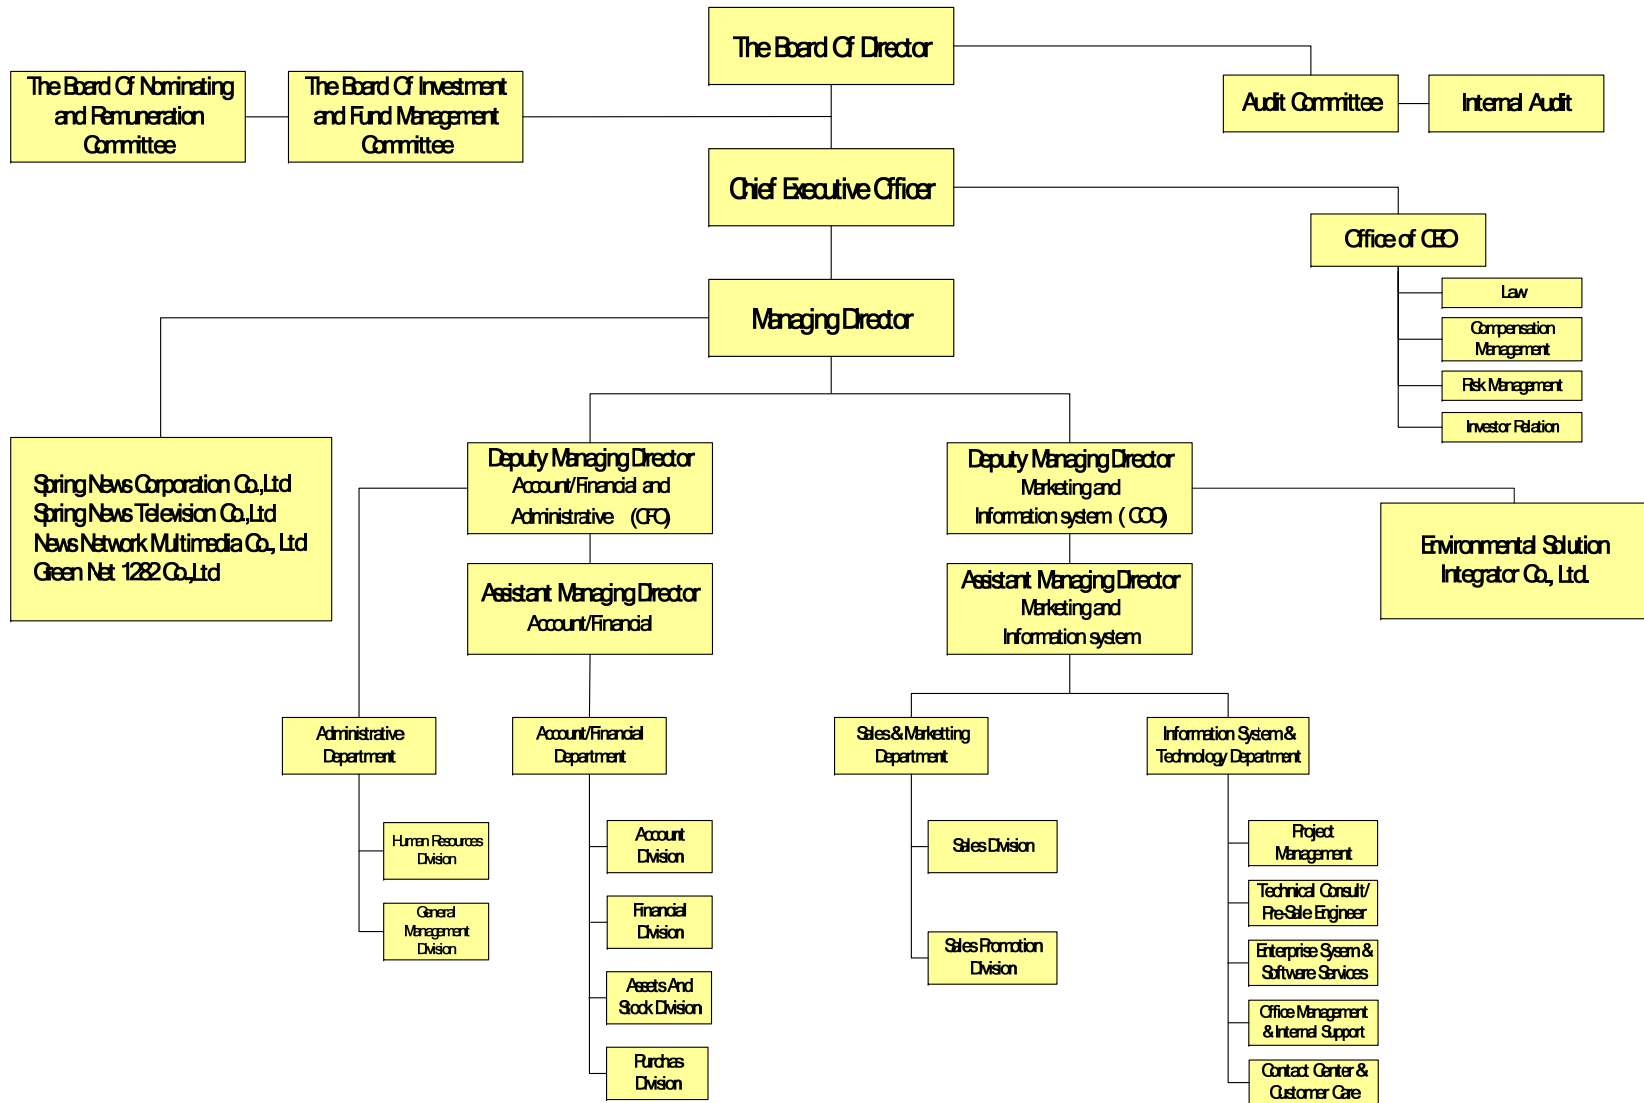 The Board Of Director
The Board Of Nominating
and Remuneration
Committee
The Board Of Investment
and Fund Management
Committee
Audit Committee
Internal Audit
Chief Executive Officer
Office of CEO
Law
Compensation
Management
Risk Management
Investor Relation
Managing Director
Spring News Corporation Co.,Ltd
Spring News Television Co.,Ltd
News Network Multimedia Co., Ltd
Green Net 1282 Co.,Ltd
Deputy Managing Director
Account/Financial and
Administrative (CFO)
Deputy Managing Director
Marketing and
Information system ( COO)
Environmental Solution
Integrator Co., Ltd.
Assistant Managing Director
Account/Financial
Assistant Managing Director
Marketing and
Information system
Administrative
Department
Account/Financial
Department
Sales & Marketting
Department
Information System &
Technology Department
Human Resources
Division
General
Management
Division
Account
Division
Financial
Division
Assets And
Stock Division
Purchas
Division
Sales Division
Sales Promotion
Division
Project
Management
Technical Consult/
Pre-Sale Engineer
Enterprise Sysem &
Software Services
Office Management
& Internal Support
Contact Center &
Customer Care